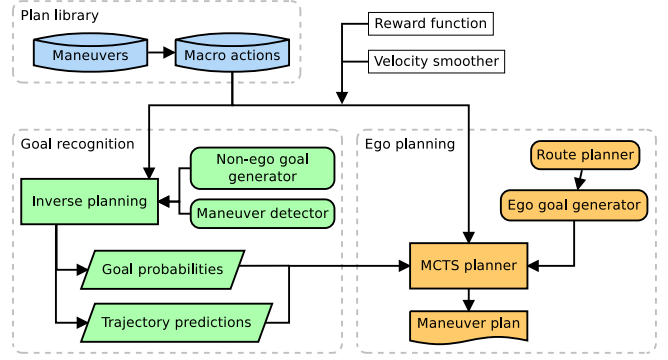 Plan library
Maneuvers
Macro actions
Reward function
Velocity smoother
Goal recognition
Non-ego goal
generator
Inverse planning
Maneuver detector
Goal probabilities
Trajectory predictions
Ego planning
Route planner
Ego goal generator
MCTS planner
Maneuver plan